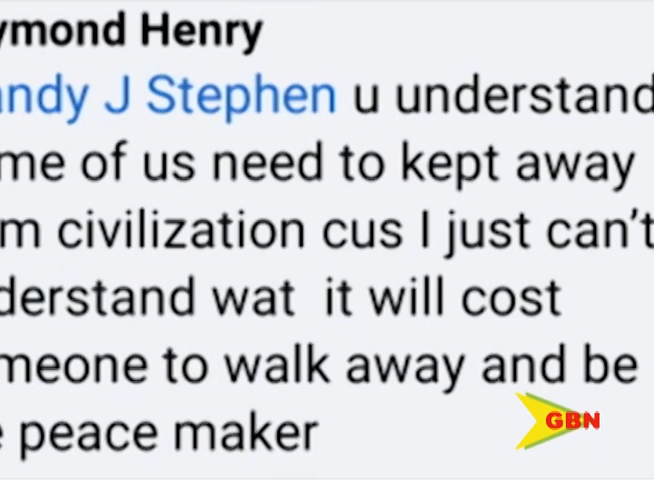 ymond Henry
andy J Stephen u understand
me of us need to kept away
m civilization cus I just can't
derstand wat it will cost
meone to walk away and be
e peace maker
GBN